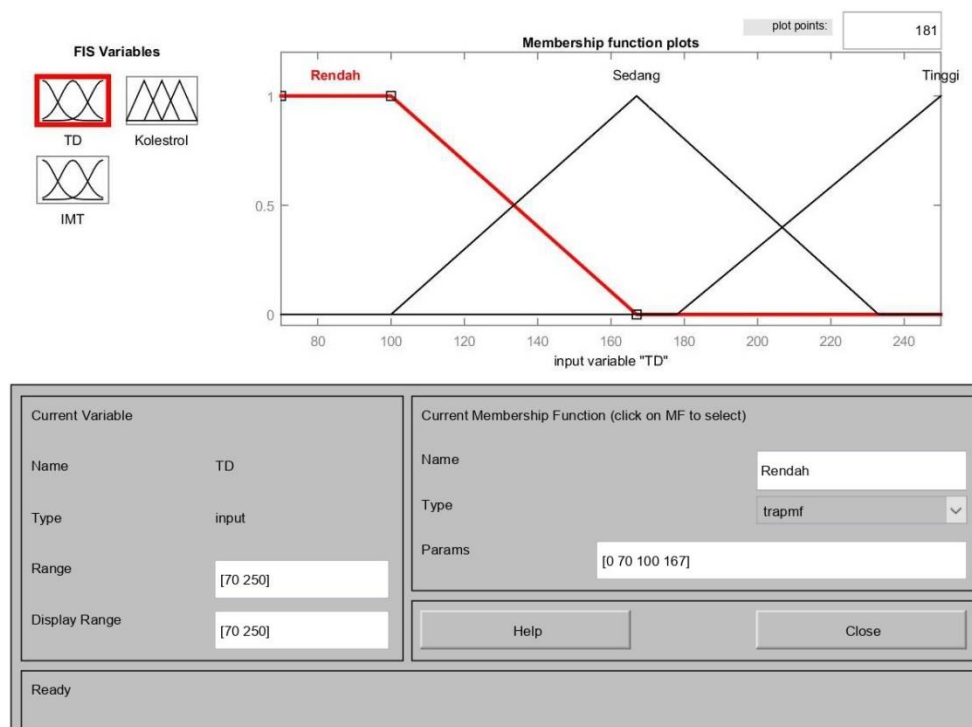 plot points: 181
FIS Variables
Membership function plots
TD
Kolestrol
IMT
Rendah
Sedang
Tinggi
1
0.5
0
80 100 120 140 160 180 200 220 240
input variable "TD"
Current Variable
Name TD
Type input
Range [70 250]
Display Range [70 250]
Current Membership Function (click on MF to select)
Name Rendah
Type trapmf
Params [0 70 100 167]
Help
Close
Ready